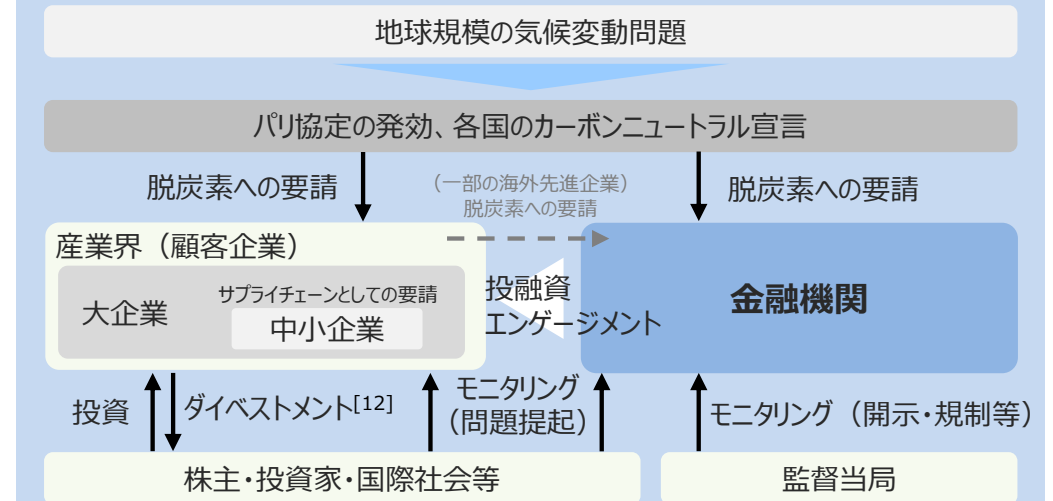 地球規模の気候変動問題
パリ協定の発効、各国のカーボンニュートラル宣言
脱炭素への要請
（一部の海外先進企業）
脱炭素への要請
脱炭素への要請
産業界（顧客企業）
大企業
サプライチェーンとしての要請
中小企業
投融資
エンゲージメント
金融機関
投資
ダイベストメント[12]
モニタリング
（問題提起）
モニタリング（開示・規制等）
株主・投資家・国際社会等
監督当局